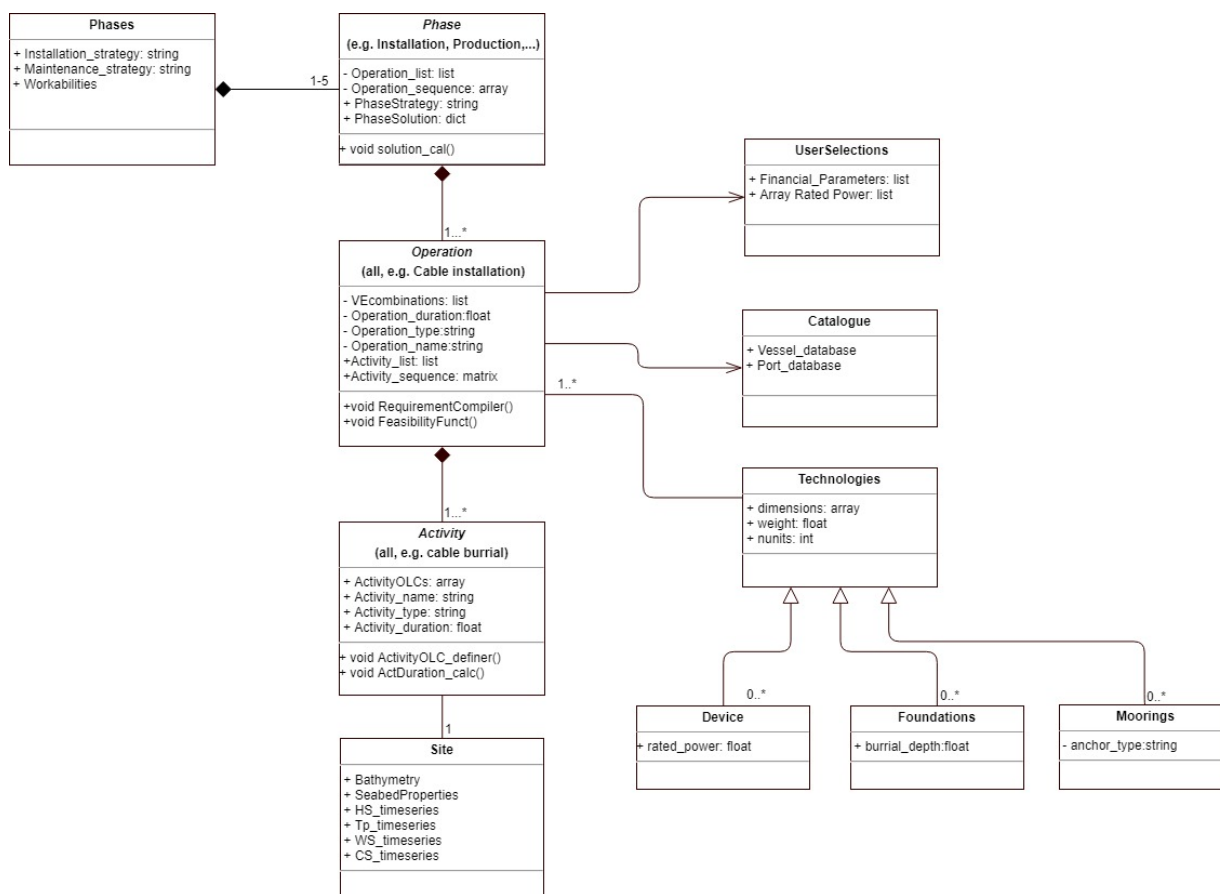 Phases
+ Installation_strategy: string
+ Maintenance_strategy: string
+ Workabilities
1-5
Phase
(e.g. Installation, Production,...)
- Operation_list: list
- Operation_sequence: array
+ PhaseStrategy: string
+ PhaseSolution: dict
+ void solution_cal()
1...*
Operation
(all, e.g. Cable installation)
- VEcombinations: list
- Operation_duration:float
- Operation_type:string
- Operation_name:string
+Activity_list: list
+Activity_sequence: matrix
+void RequirementCompiler()
+void FeasibilityFunct()
1..*
1...*
Activity
(all, e.g. cable burrial)
+ ActivityOLCs: array
+ Activity_name: string
+ Activity_type: string
+ Activity_duration: float
+ void ActivityOLC_definer()
+ void ActDuration_calc()
1
Site
+ Bathymetry
+ SeabedProperties
+ HS_timeseries
+ Tp_timeseries
+ WS_timeseries
+ CS_timeseries
UserSelections
+ Financial_Parameters: list
+ Array Rated Power: list
Catalogue
+ Vessel_database
+ Port_database
Technologies
+ dimensions: array
+ weight: float
+ nunits: int
0..*
Device
+ rated_power: float
0..*
Foundations
+ burrial_depth:float
0..*
Moorings
- anchor_type:string